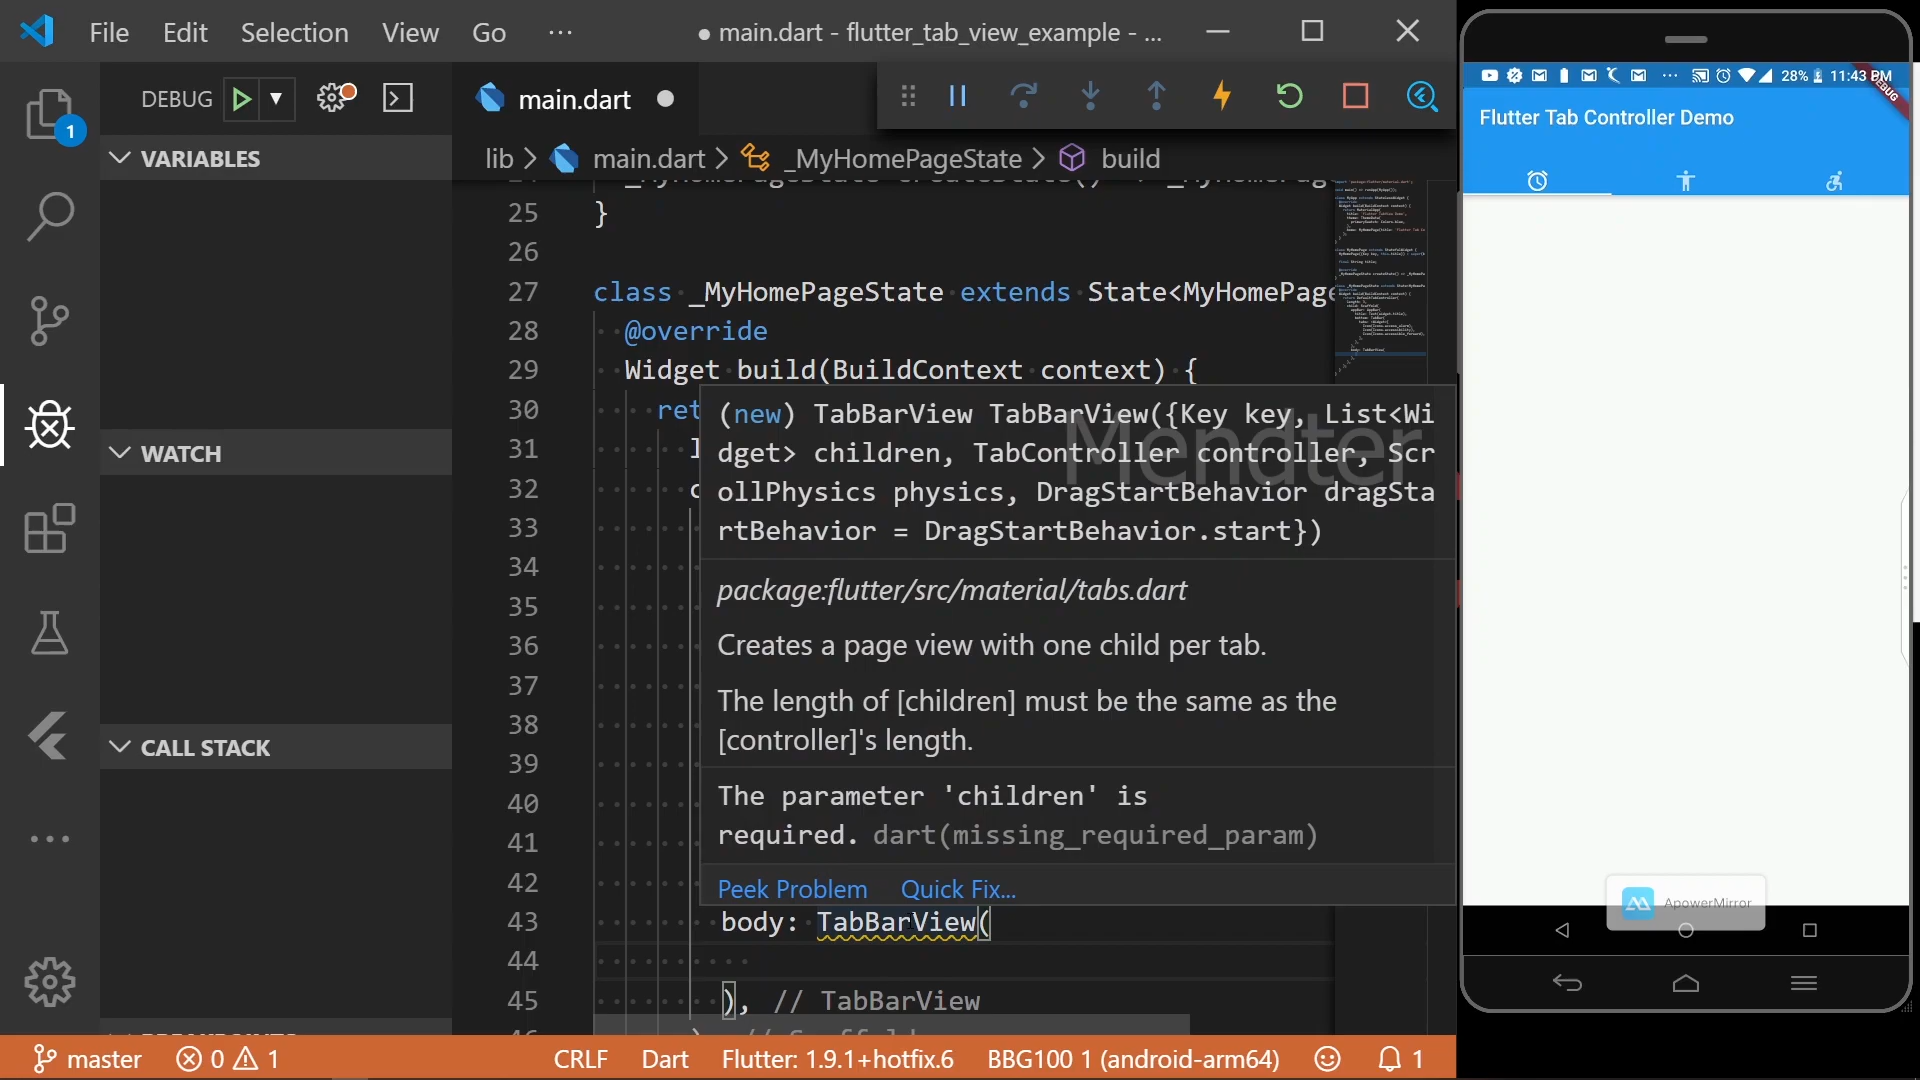 File Edit Selection View Go ··· ● main.dart - flutter_tab_view_example - ...
1
DEBUG
main.dart ●
lib > main.dart > _MyHomePageState > build
VARIABLES
WATCH
CALL STACK
25 }
26
27 class _MyHomePageState extends State<MyHomePage
28 @override
29 Widget build(BuildContext context) {
30 ret
31 l
32 c
33
34
35
36
37
38
39
40
41
42
(new) TabBarView TabBarView({Key key, List<Wi
dget> children, TabController controller, Scr
ollPhysics physics, DragStartBehavior dragSta
rtBehavior = DragStartBehavior.start})
Mendter
package:flutter/src/material/tabs.dart
Creates a page view with one child per tab.
The length of [children] must be the same as the
[controller]'s length.
The parameter 'children' is
required. dart(missing_required_param)
Peek Problem Quick Fix...
43 body: TabBarView(
44
45 ), // TabBarView
master 0 1 CRLF Dart Flutter: 1.9.1+hotfix.6 BBG100 1 (android-arm64) 1
28% 11:43 PM
Flutter Tab Controller Demo
ApowerMirror